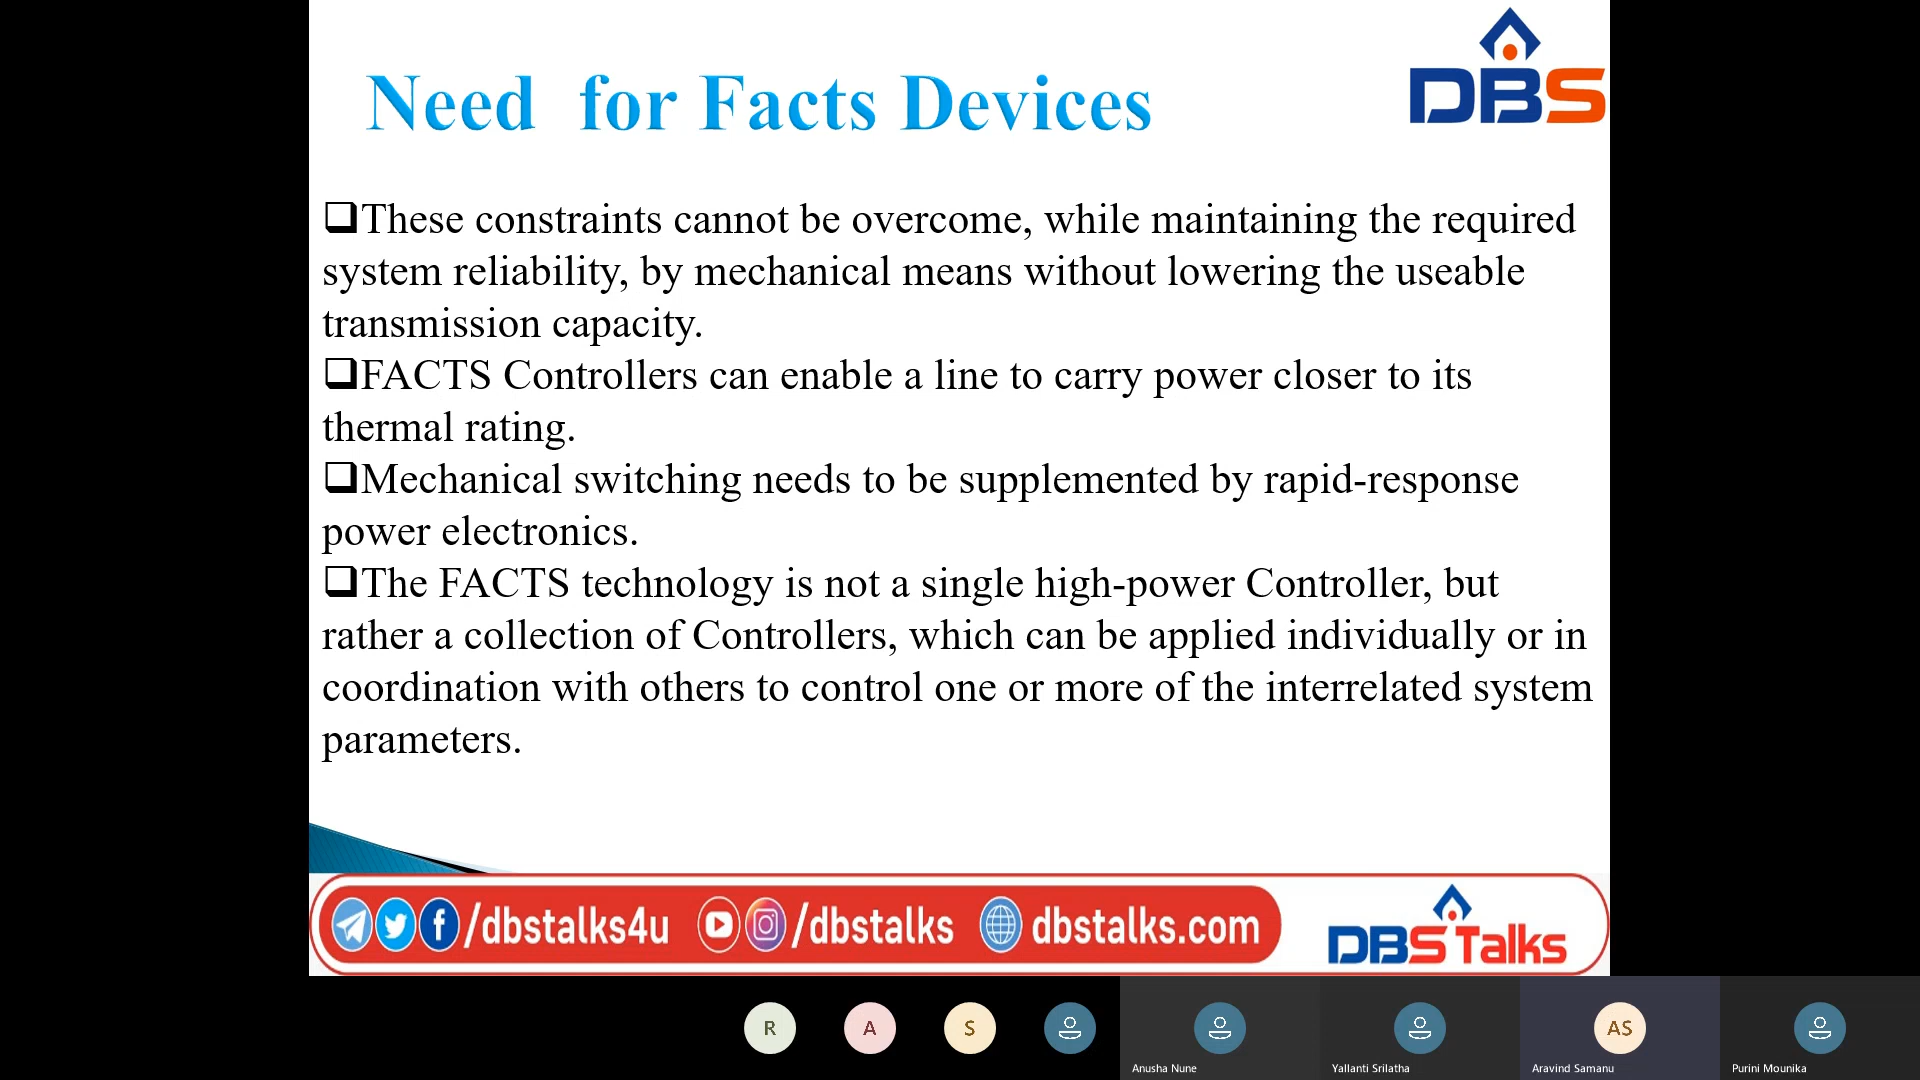 Need for Facts Devices
DBS
These constraints cannot be overcome, while maintaining the required
system reliability, by mechanical means without lowering the useable
transmission capacity.
FACTS Controllers can enable a line to carry power closer to its
thermal rating.
Mechanical switching needs to be supplemented by rapid-response
power electronics.
The FACTS technology is not a single high-power Controller, but
rather a collection of Controllers, which can be applied individually or in
coordination with others to control one or more of the interrelated system
parameters.
/dbstalks4u /dbstalks dbstalks.com
DBS Talks
R A S AS
Anusha Nune Yallanti Srilatha Aravind Samanu Purini Mounika